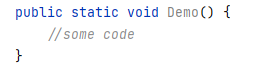 public static void Demo() {
    //some code
}